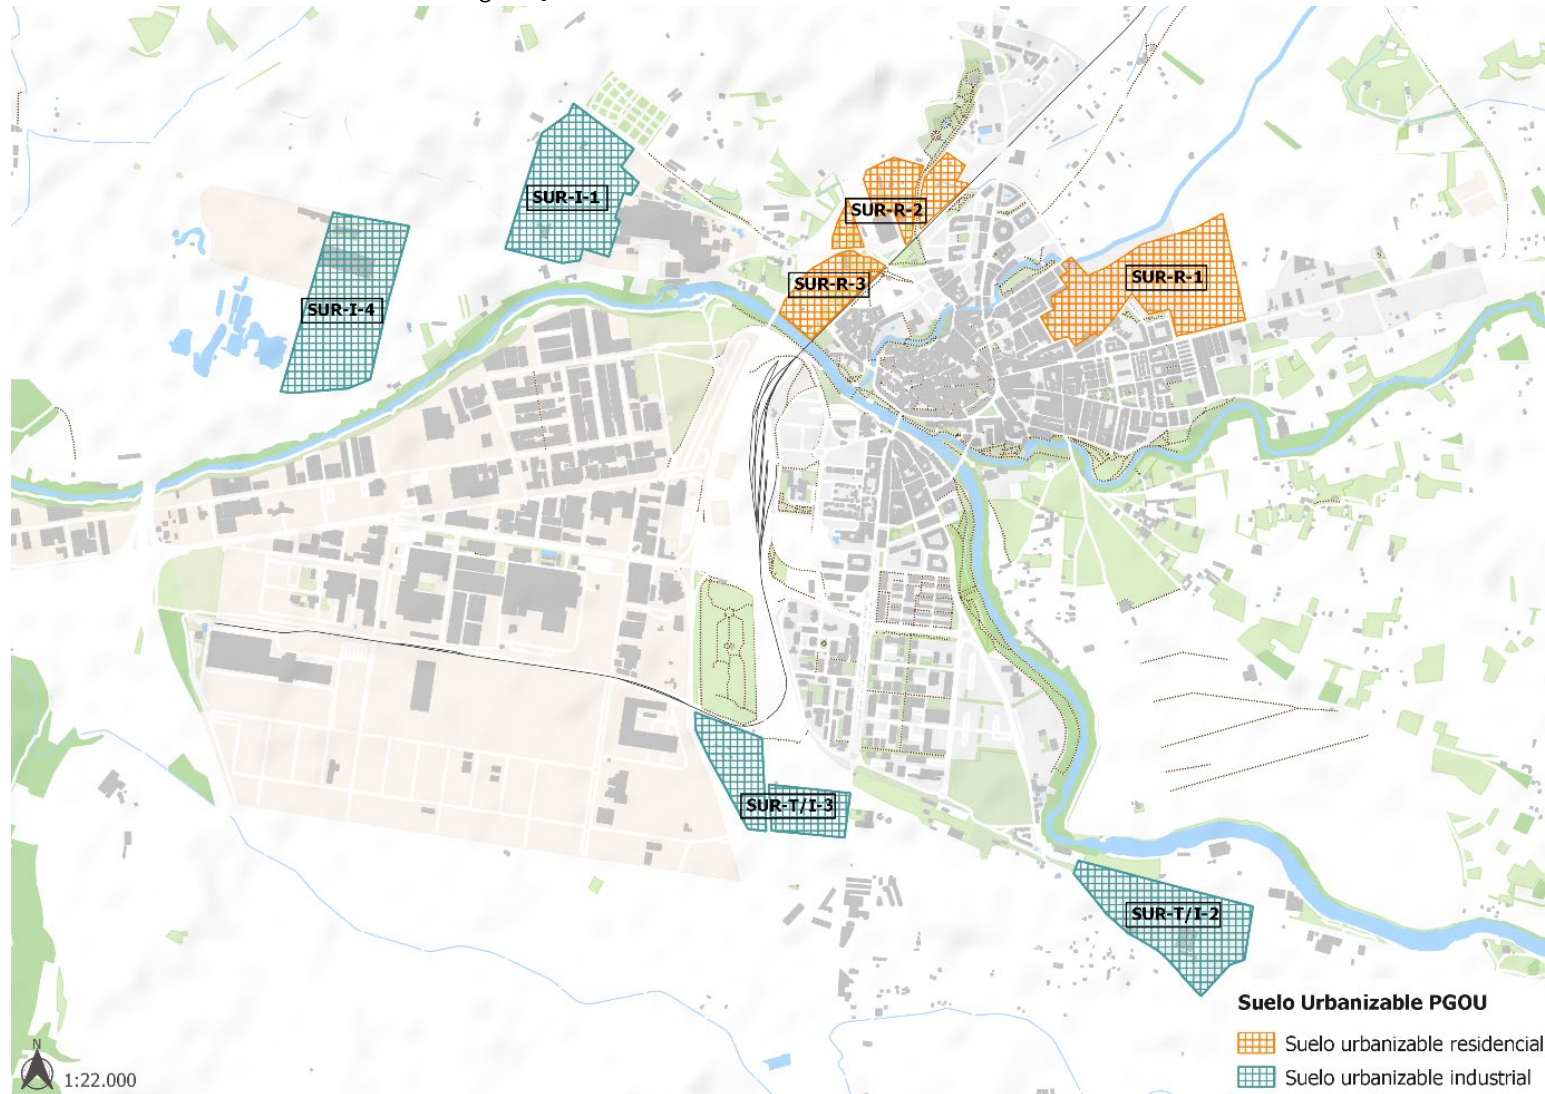 SUR-I-1
SUR-R-2
SUR-R-1
SUR-R-3
SUR-I-4
SUR-T/I-3
SUR-T/I-2
Suelo Urbanizable PGOU
Suelo urbanizable residencial
Suelo urbanizable industrial
N
1:22.000